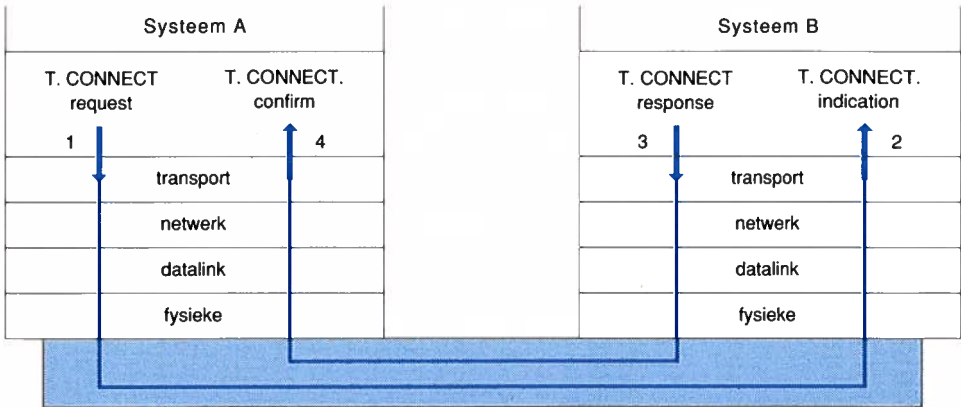 Systeem A
T. CONNECT
request
T. CONNECT.
confirm
1
4
transport
netwerk
datalink
fysieke
Systeem B
T. CONNECT
response
T. CONNECT.
indication
3
2
transport
netwerk
datalink
fysieke